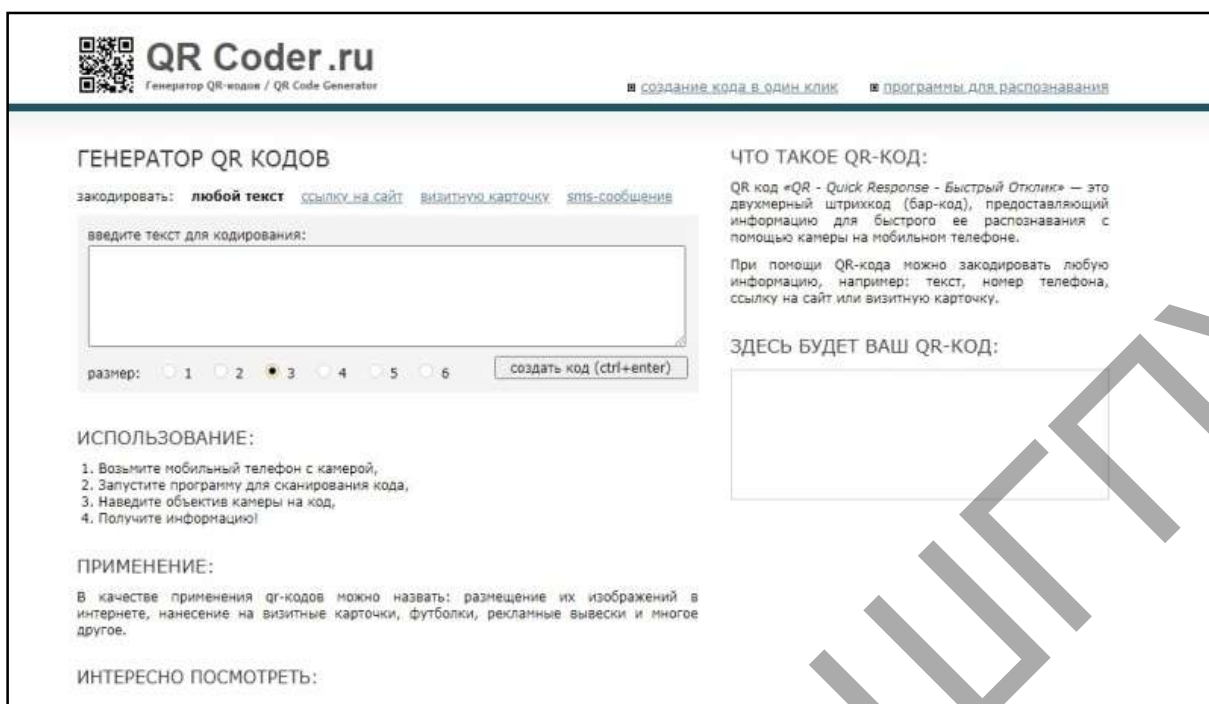 QR Coder.ru
Генератор QR-кодов / QR Code Generator
создание кода в один клик программы для распознавания
ГЕНЕРАТОР QR КОДОВ
закодировать: любой текст ссылку на сайт визитную карточку sms-сообщение
введите текст для кодирования:
размер: 1 2 3 4 5 6 создать код (ctrl+enter)
ИСПОЛЬЗОВАНИЕ:
1. Возьмите мобильный телефон с камерой,
2. Запустите программу для сканирования кода,
3. Наведите объектив камеры на код,
4. Получите информацию!
ПРИМЕНЕНИЕ:
В качестве применения qr-кодов можно назвать: размещение их изображений в
интернете, нанесение на визитные карточки, футболки, рекламные вывески и многое
другое.
ИНТЕРЕСНО ПОСМОТРЕТЬ:
ЧТО ТАКОЕ QR-КОД:
QR код «QR - Quick Response - Быстрый Отклик» — это
двухмерный штрихкод (бар-код), предоставляющий
информацию для быстрого ее распознавания с
помощью камеры на мобильном телефоне.
При помощи QR-кода можно закодировать любую
информацию, например: текст, номер телефона,
ссылку на сайт или визитную карточку.
ЗДЕСЬ БУДЕТ ВАШ QR-КОД: